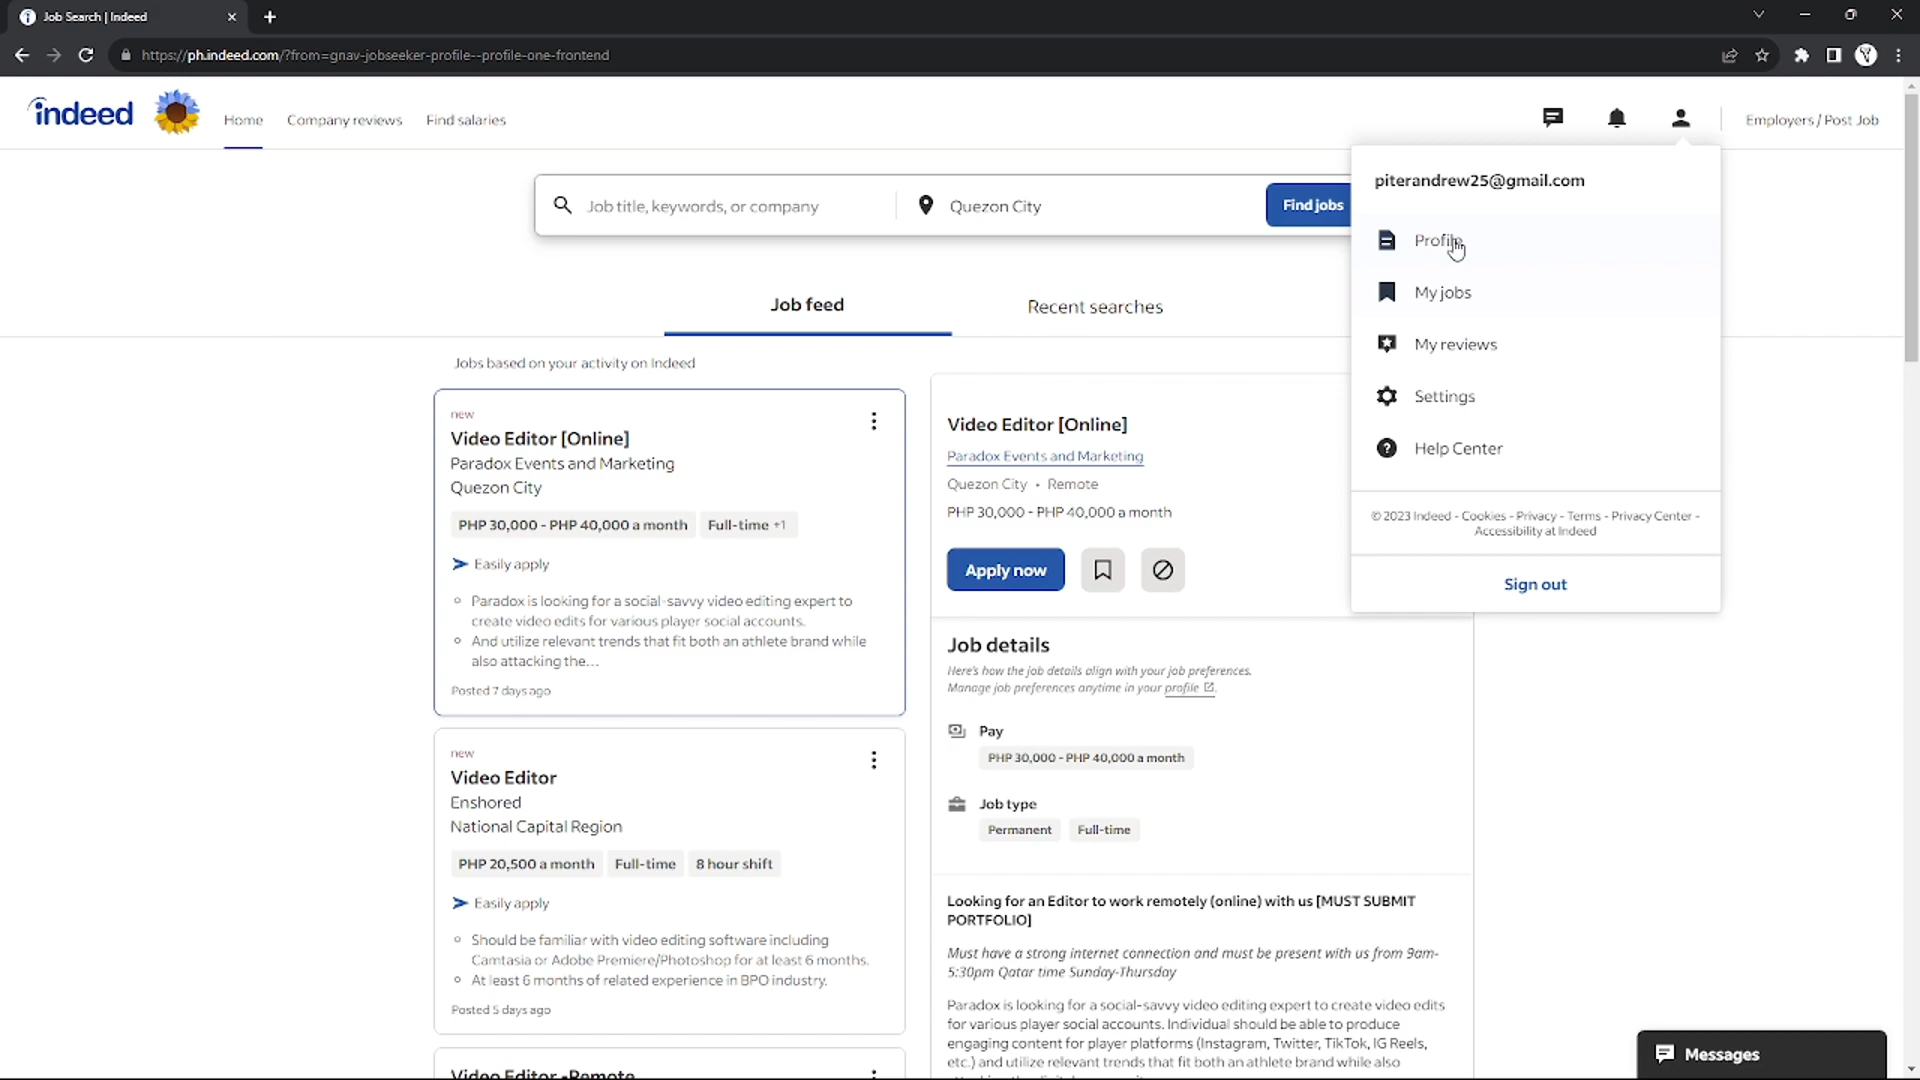 Job Search | Indeed
https://ph.indeed.com/?from=gnav-jobseeker-profile--profile-one-frontend
indeed
Home
Company reviews
Find salaries
Employers / Post Job
Job title, keywords, or company
Quezon City
Find jobs
piterandrew25@gmail.com
Profile
My jobs
My reviews
Settings
Help Center
© 2023 Indeed - Cookies - Privacy - Terms - Privacy Center -
Accessibility at Indeed
Sign out
Job feed
Recent searches
Jobs based on your activity on Indeed
new
Video Editor [Online]
Paradox Events and Marketing
Quezon City
PHP 30,000 - PHP 40,000 a month
Full-time +1
Easily apply
Paradox is looking for a social-savvy video editing expert to
create video edits for various player social accounts.
And utilize relevant trends that fit both an athlete brand while
also attacking the...
Posted 7 days ago
new
Video Editor
Enshored
National Capital Region
PHP 20,500 a month
Full-time
8 hour shift
Easily apply
Should be familiar with video editing software including
Camtasia or Adobe Premiere/Photoshop for at least 6 months.
At least 6 months of related experience in BPO industry.
Posted 5 days ago
Video Editor -Remote
Video Editor [Online]
Paradox Events and Marketing
Quezon City • Remote
PHP 30,000 - PHP 40,000 a month
Apply now
Job details
Here's how the job details align with your job preferences.
Manage job preferences anytime in your profile.
Pay
PHP 30,000 - PHP 40,000 a month
Job type
Permanent
Full-time
Looking for an Editor to work remotely (online) with us [MUST SUBMIT
PORTFOLIO]
Must have a strong internet connection and must be present with us from 9am-
5:30pm Qatar time Sunday-Thursday
Paradox is looking for a social-savvy video editing expert to create video edits
for various player social accounts. Individual should be able to produce
engaging content for player platforms (Instagram, Twitter, TikTok, IG Reels,
etc.) and utilize relevant trends that fit both an athlete brand while also
Messages